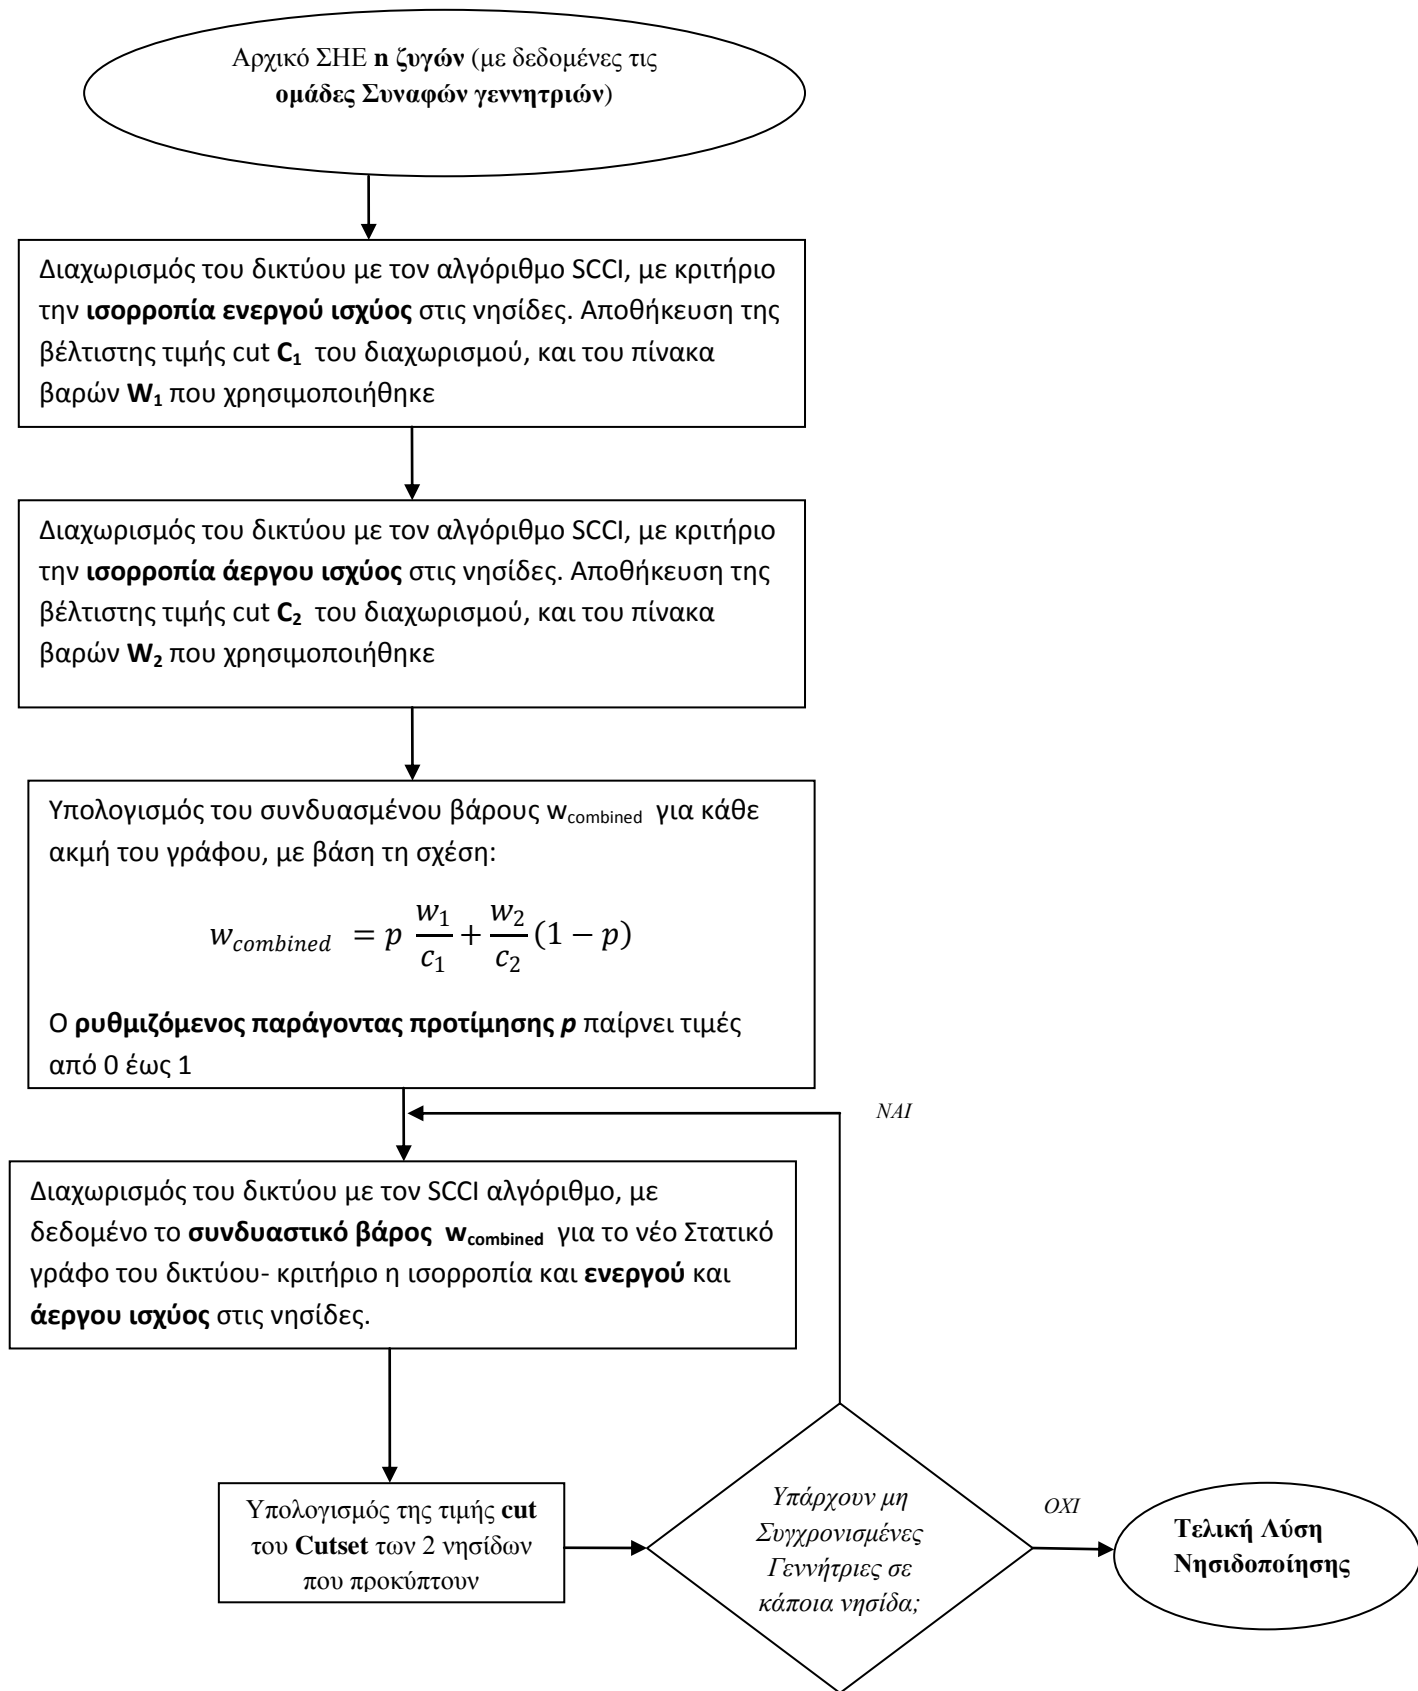 Αρχικό ΣΗΕ n ζυγών (με δεδομένες τις
ομάδες Συναφών γεννητριών)
Διαχωρισμός του δικτύου με τον αλγόριθμο SCCI, με κριτήριο
την ισορροπία ενεργού ισχύος στις νησίδες. Αποθήκευση της
βέλτιστης τιμής cut C₁ του διαχωρισμού, και του πίνακα
βαρών W₁ που χρησιμοποιήθηκε
Διαχωρισμός του δικτύου με τον αλγόριθμο SCCI, με κριτήριο
την ισορροπία άεργου ισχύος στις νησίδες. Αποθήκευση της
βέλτιστης τιμής cut C₂ του διαχωρισμού, και του πίνακα
βαρών W₂ που χρησιμοποιήθηκε
Υπολογισμός του συνδυασμένου βάρους w_combined για κάθε
ακμή του γράφου, με βάση τη σχέση:
w_combined = p w₁/c₁ + w₂/c₂ (1 − p)
Ο ρυθμιζόμενος παράγοντας προτίμησης p παίρνει τιμές
από 0 έως 1
ΝΑΙ
Διαχωρισμός του δικτύου με τον SCCI αλγόριθμο, με
δεδομένο το συνδυαστικό βάρος w_combined για το νέο Στατικό
γράφο του δικτύου- κριτήριο η ισορροπία και ενεργού και
άεργου ισχύος στις νησίδες.
Υπολογισμός της τιμής cut
του Cutset των 2 νησίδων
που προκύπτουν
Υπάρχουν μη
Συγχρονισμένες
Γεννήτριες σε
κάποια νησίδα;
ΟΧΙ
Τελική Λύση
Νησιδοποίησης